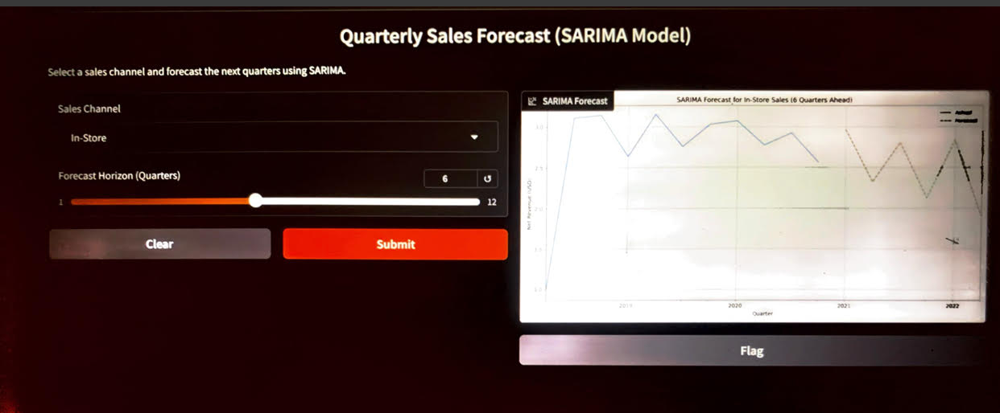 Quarterly Sales Forecast (SARIMA Model)
Select a sales channel and forecast the next quarters using SARIMA.
Sales Channel
In-Store
Forecast Horizon (Quarters)
6
1
12
Clear
Submit
SARIMA Forecast
SARIMA Forecast for In-Store Sales (6 Quarters Ahead)
Actual
Forecast
3.0
2.5
2.0
1.5
1.0
Net Revenue (USD)
2019
2020
2021
2022
Quarter
Flag